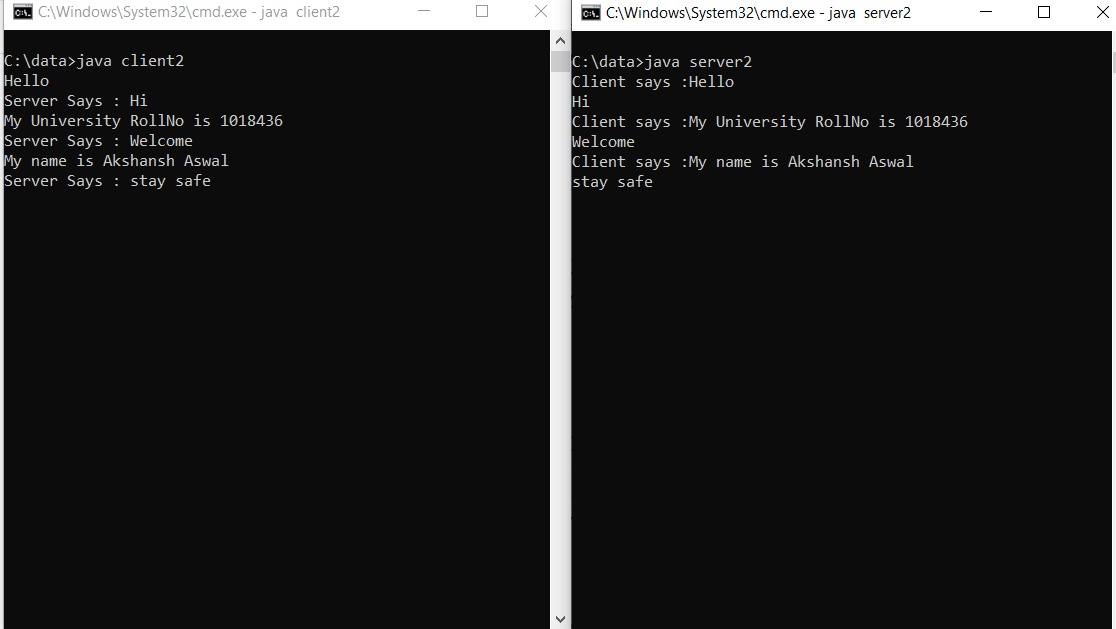 C:\Windows\System32\cmd.exe - java  client2
C:\data>java client2
Hello
Server Says : Hi
My University RollNo is 1018436
Server Says : Welcome
My name is Akshansh Aswal
Server Says : stay safe
C:\Windows\System32\cmd.exe - java  server2
C:\data>java server2
Client says :Hello
Hi
Client says :My University RollNo is 1018436
Welcome
Client says :My name is Akshansh Aswal
stay safe